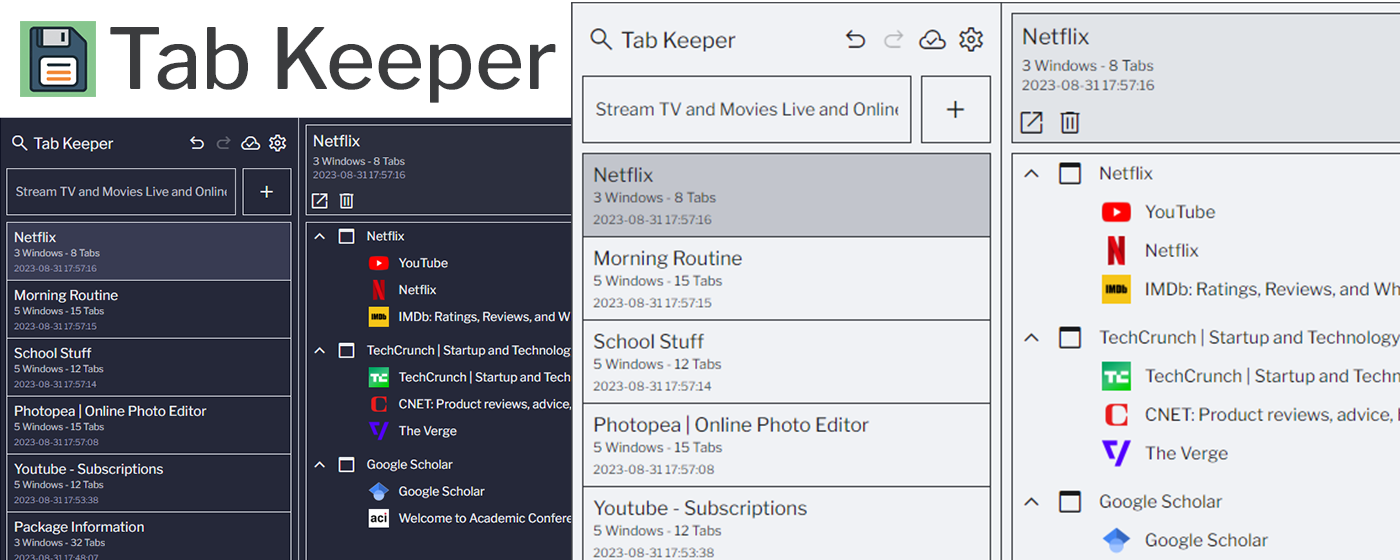 Tab Keeper
Tab Keeper
Stream TV and Movies Live and Onlin
+
Netflix
3 Windows - 8 Tabs
2023-08-31 17:57:16
Morning Routine
5 Windows - 15 Tabs
2023-08-31 17:57:15
School Stuff
5 Windows - 12 Tabs
2023-08-31 17:57:14
Photopea | Online Photo Editor
5 Windows - 15 Tabs
2023-08-31 17:57:08
Youtube - Subscriptions
5 Windows - 12 Tabs
2023-08-31 17:53:38
Package Information
3 Windows - 32 Tabs
2023-08-31 17:48:07
Netflix
3 Windows - 8 Tabs
2023-08-31 17:57:16
Netflix
YouTube
Netflix
IMDb IMDb: Ratings, Reviews, and W
TechCrunch | Startup and Technolog
TC TechCrunch | Startup and Tech
CNET: Product reviews, advice,
The Verge
Google Scholar
Google Scholar
aci Welcome to Academic Confere
Tab Keeper
Stream TV and Movies Live and Onlin
+
Netflix
3 Windows - 8 Tabs
2023-08-31 17:57:16
Morning Routine
5 Windows - 15 Tabs
2023-08-31 17:57:15
School Stuff
5 Windows - 12 Tabs
2023-08-31 17:57:14
Photopea | Online Photo Editor
5 Windows - 15 Tabs
2023-08-31 17:57:08
Youtube - Subscriptions
5 Windows - 12 Tabs
2023-08-31 17:53:38
Netflix
3 Windows - 8 Tabs
2023-08-31 17:57:16
Netflix
YouTube
Netflix
IMDb IMDb: Ratings, Reviews, and Wh
TechCrunch | Startup and Technology
TC TechCrunch | Startup and Techn
CNET: Product reviews, advice,
The Verge
Google Scholar
Google Scholar